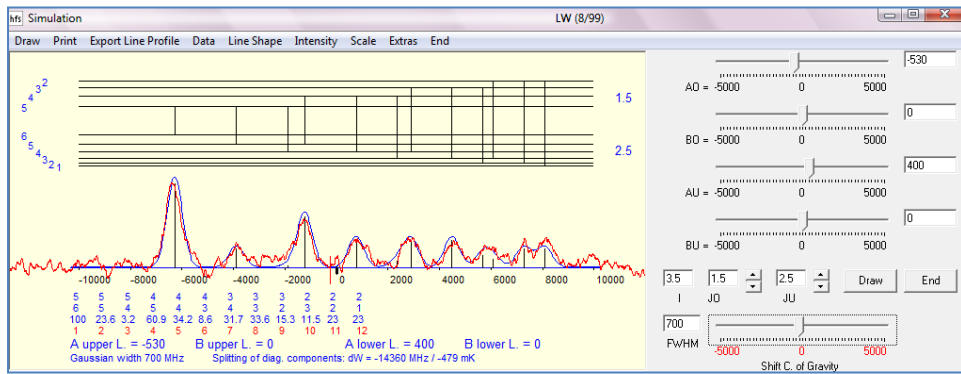 hfs Simulation LW (8/99)
Draw Print Export Line Profile Data Line Shape Intensity Scale Extras End
2
3
4
5
1.5
6
5
4
3
2
1
2.5
-10000 -8000 -6000 -4000 -2000 0 2000 4000 6000 8000 10000
5 5 5 4 4 4 3 3 3 2 2 2
6 5 4 5 4 3 4 3 2 3 2 1
100 23.6 3.2 60.9 34.2 8.6 31.7 33.6 15.3 11.5 23 23
1 2 3 4 5 6 7 8 9 10 11 12
A upper L. = -530 B upper L. = 0 A lower L. = 400 B lower L. = 0
Gaussian width 700 MHz Splitting of diag. components: dW = -14360 MHz / -479 mK
-530
AO = -5000 0 5000
0
BO = -5000 0 5000
400
AU = -5000 0 5000
0
BU = -5000 0 5000
3.5 1.5 2.5 Draw End
I JO JU
700
FWHM
-5000 0 5000
Shift C. of Gravity